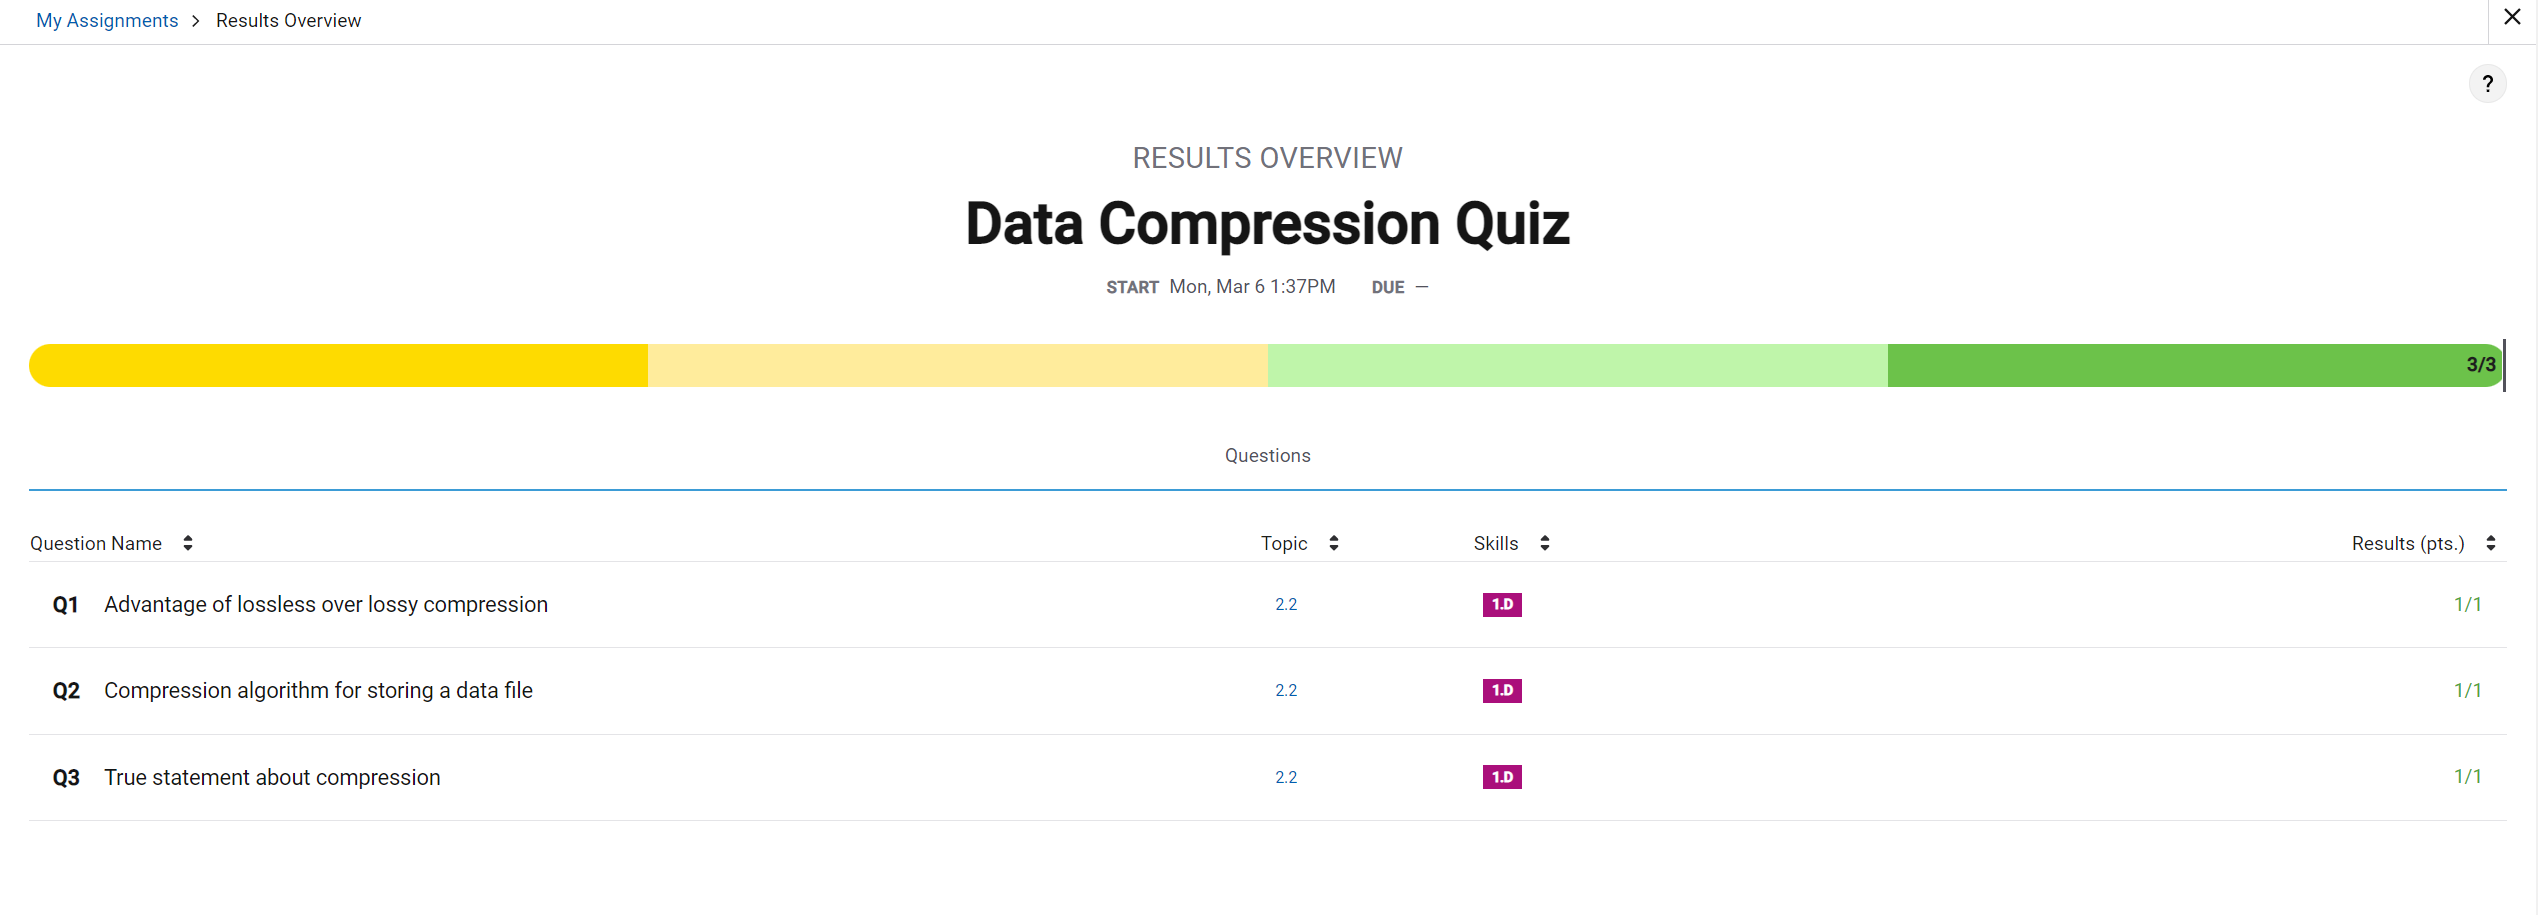 My Assignments > Results Overview
?
RESULTS OVERVIEW
Data Compression Quiz
START Mon, Mar 6 1:37PM DUE —
3/3
Questions
Question Name Topic Skills Results (pts.)
Q1 Advantage of lossless over lossy compression 2.2 1.D 1/1
Q2 Compression algorithm for storing a data file 2.2 1.D 1/1
Q3 True statement about compression 2.2 1.D 1/1